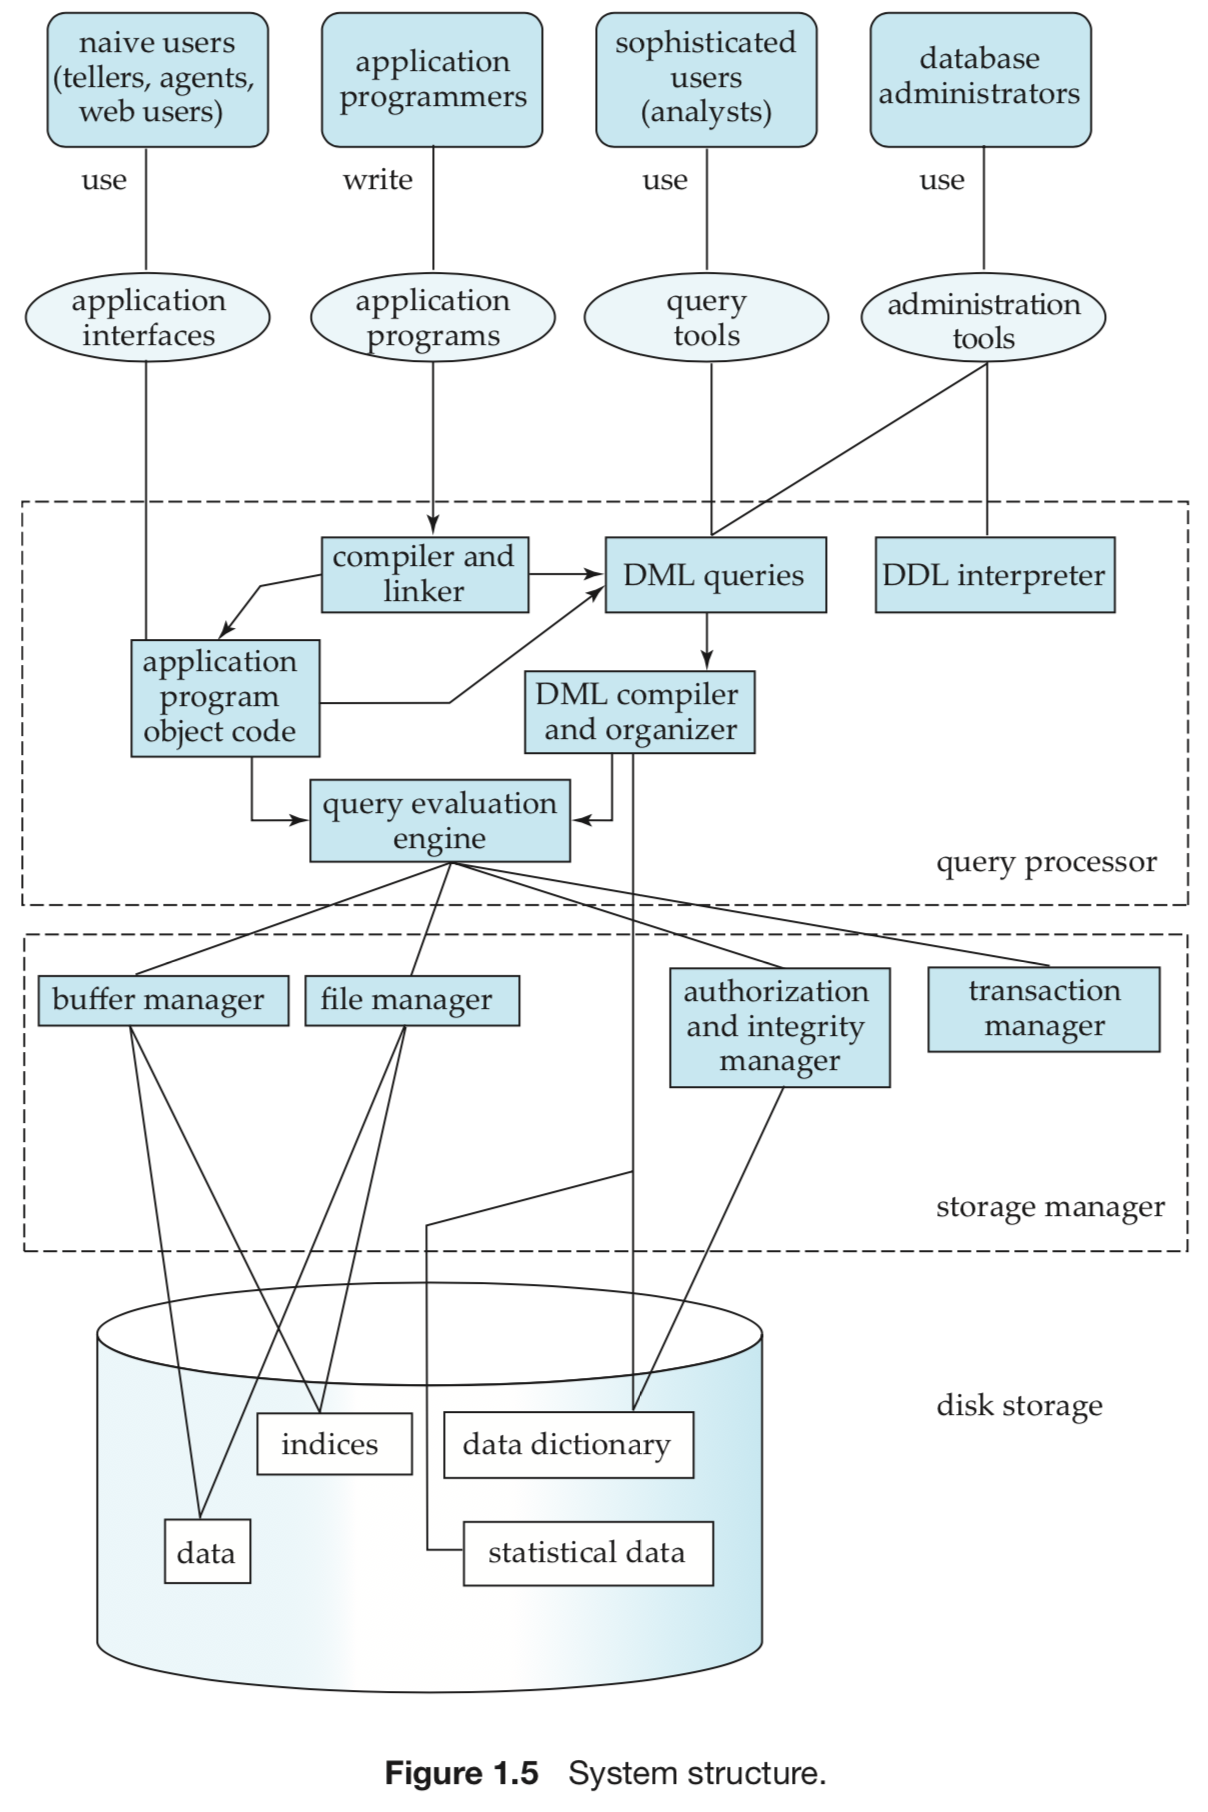 naive users
(tellers, agents,
web users)
application
programmers
sophisticated
users
(analysts)
database
administrators
use
write
use
use
application
interfaces
application
programs
query
tools
administration
tools
compiler and
linker
DML queries
DDL interpreter
application
program
object code
DML compiler
and organizer
query evaluation
engine
query processor
buffer manager
file manager
authorization
and integrity
manager
transaction
manager
storage manager
disk storage
indices
data dictionary
data
statistical data
Figure 1.5 System structure.